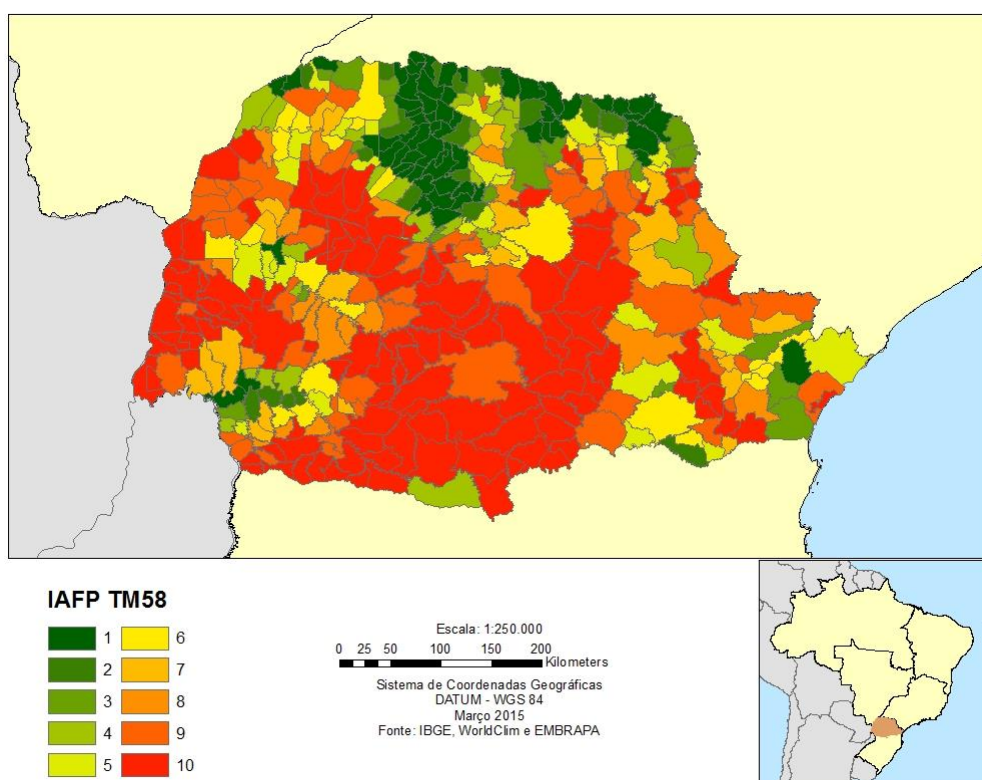 IAFP TM58
1 6
2 7
3 8
4 9
5 10
Escala: 1:250.000
0 25 50 100 150 200
Kilometers
Sistema de Coordenadas Geográficas
DATUM - WGS 84
Março 2015
Fonte: IBGE, WorldClim e EMBRAPA